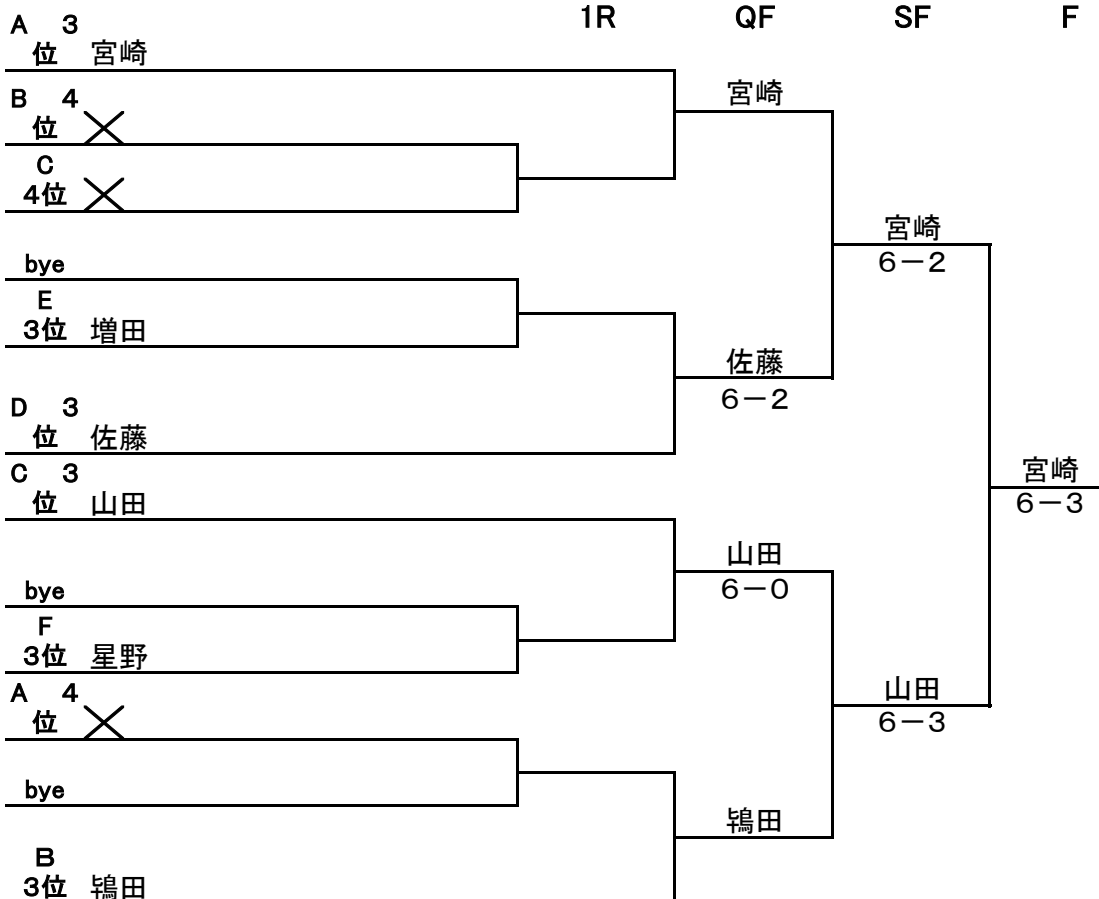 1R QF SF F
A 3
位 宮崎
宮崎
B 4
位
C
4位
宮崎
6－2
bye
E
3位 増田
佐藤
6－2
D 3
位 佐藤
C 3
位 山田
宮崎
6－3
山田
6－0
bye
F
3位 星野
A 4
位
山田
6－3
bye
鴇田
B
3位 鴇田